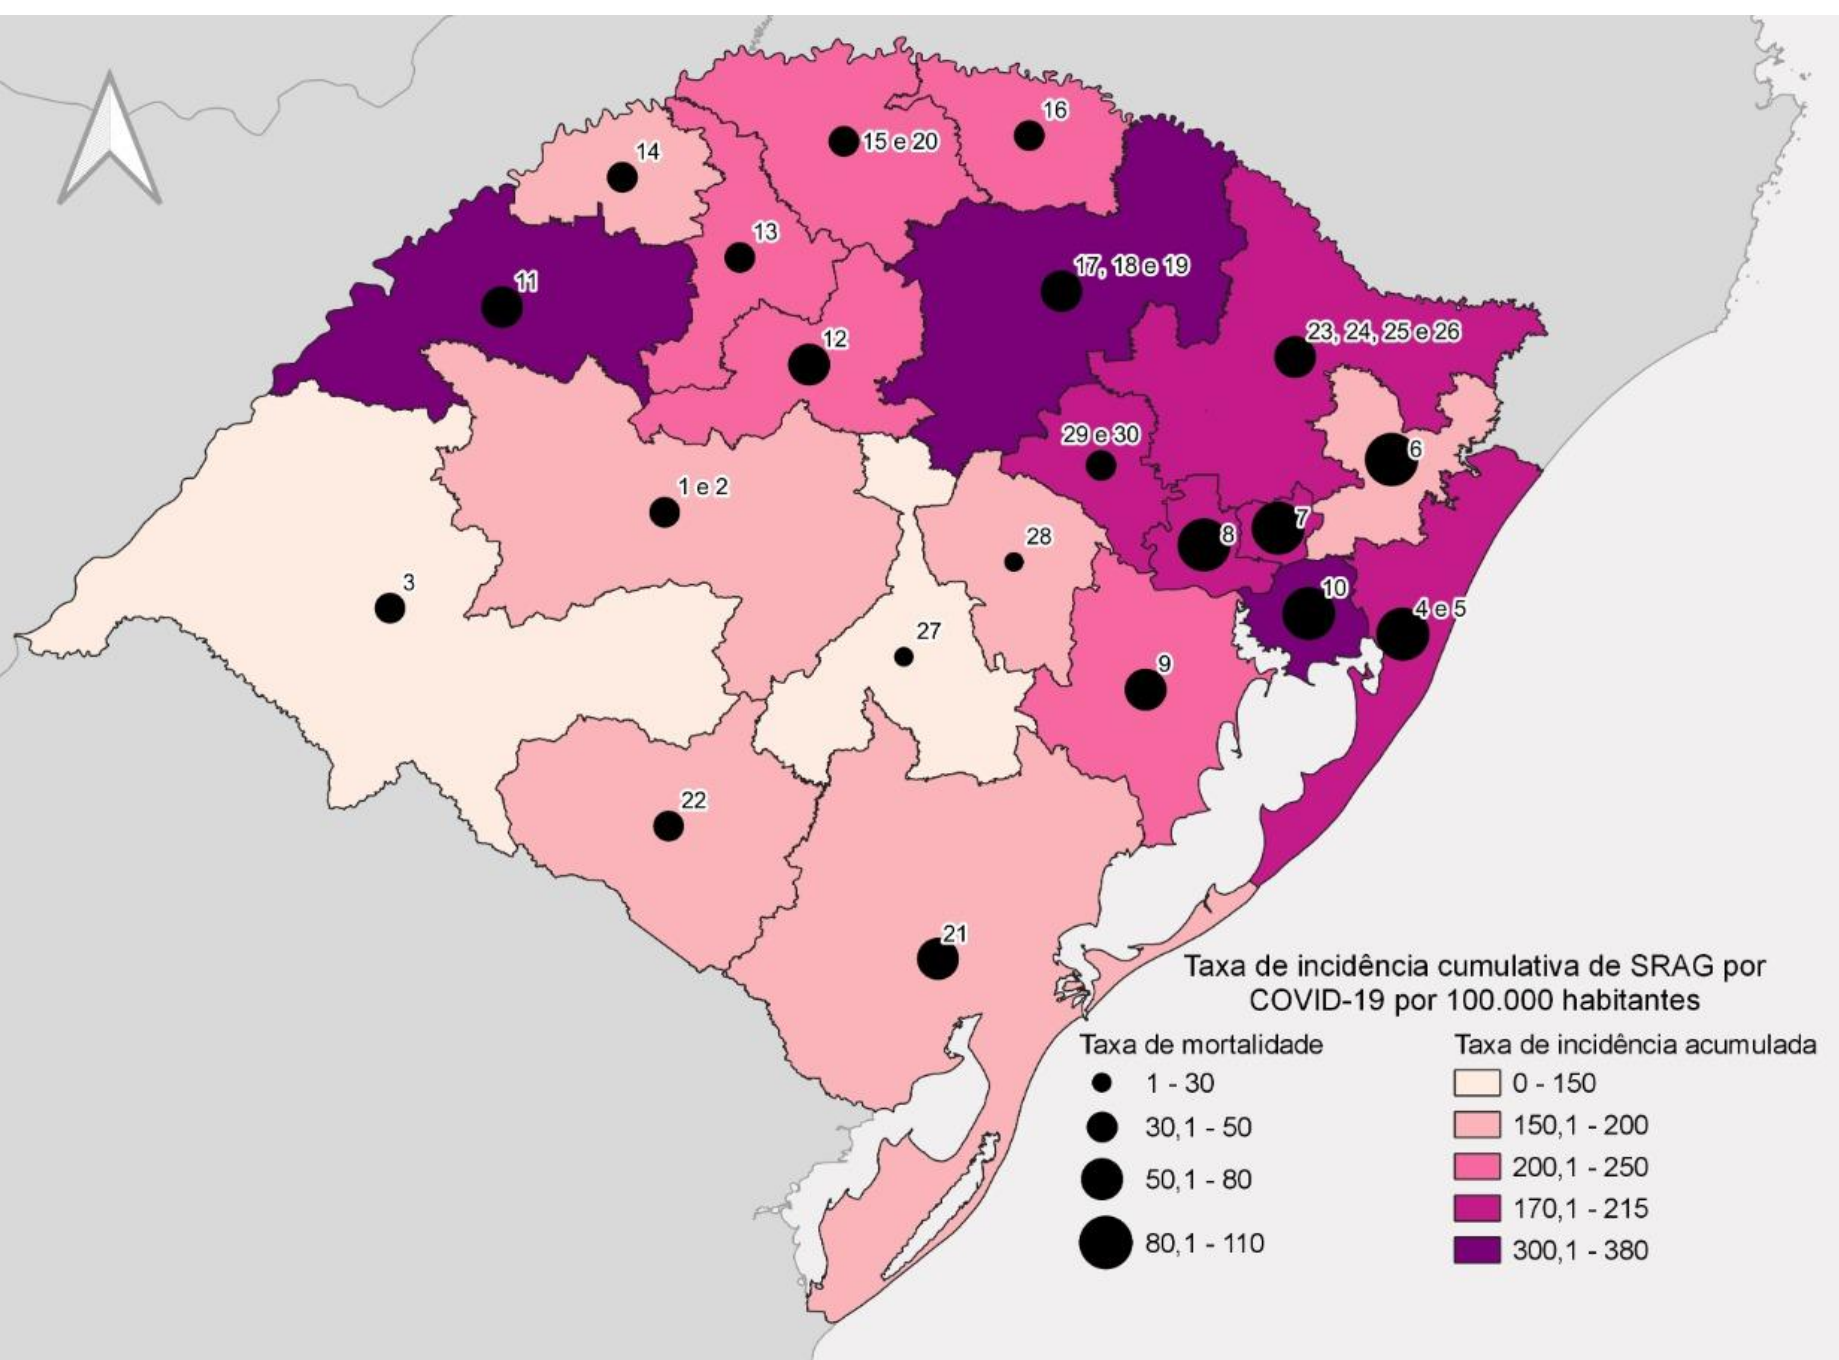 16
15 e 20
14
13
11
17, 18 e 19
12
23, 24, 25 e 26
29 e 30
6
1 e 2
7
8
28
3
10
4 e 5
27
9
22
21
Taxa de incidência cumulativa de SRAG por
COVID-19 por 100.000 habitantes
Taxa de mortalidade
1 - 30
30,1 - 50
50,1 - 80
80,1 - 110
Taxa de incidência acumulada
0 - 150
150,1 - 200
200,1 - 250
170,1 - 215
300,1 - 380